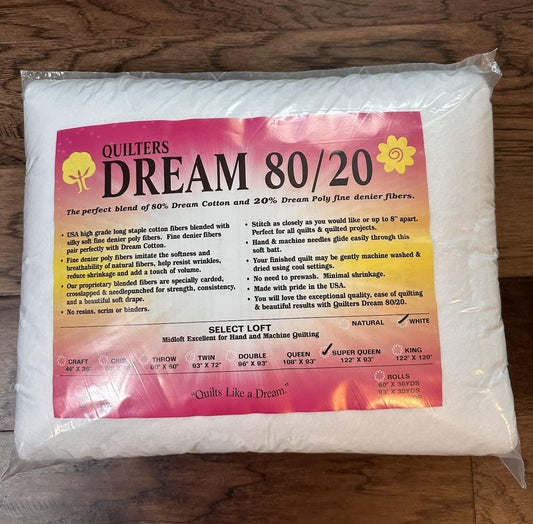 QUILTERS
DREAM 80/20
The perfect blend of 80% Dream Cotton and 20% Dream Poly fine denier fibers.
• USA high grade long staple cotton fibers blended with
silky soft fine denier poly fibers. Fine denier fibers
pair perfectly with Dream Cotton.
• Fine denier poly fibers imitate the softness and
breathability of natural fibers, help resist wrinkles,
reduce shrinkage and add a touch of volume.
• Our proprietary blended fibers are specially carded,
crosslapped & needlepunched for strength, consistency,
and a beautiful soft drape.
• No resins, scrim or binders.
• Stitch as closely as you would like or up to 8" apart.
Perfect for all quilts & quilted projects.
• Hand & machine needles glide easily through this
soft batt.
• Your finished quilt may be gently machine washed &
dried using cool settings.
• No need to prewash. Minimal shrinkage.
• Made with pride in the USA.
• You will love the exceptional quality, ease of quilting
& beautiful results with Quilters Dream 80/20.
SELECT LOFT
Midloft Excellent for Hand and Machine Quilting
NATURAL ✓ WHITE
CRAFT CRIB THROW TWIN DOUBLE QUEEN ✓ SUPER QUEEN KING
46" X 36" 60" X 60" 93" X 72" 96" X 93" 108" X 93" 122" X 93" 122" X 120"
ROLLS
60" X 30YDS
93" X 30YDS
"Quilts Like a Dream."